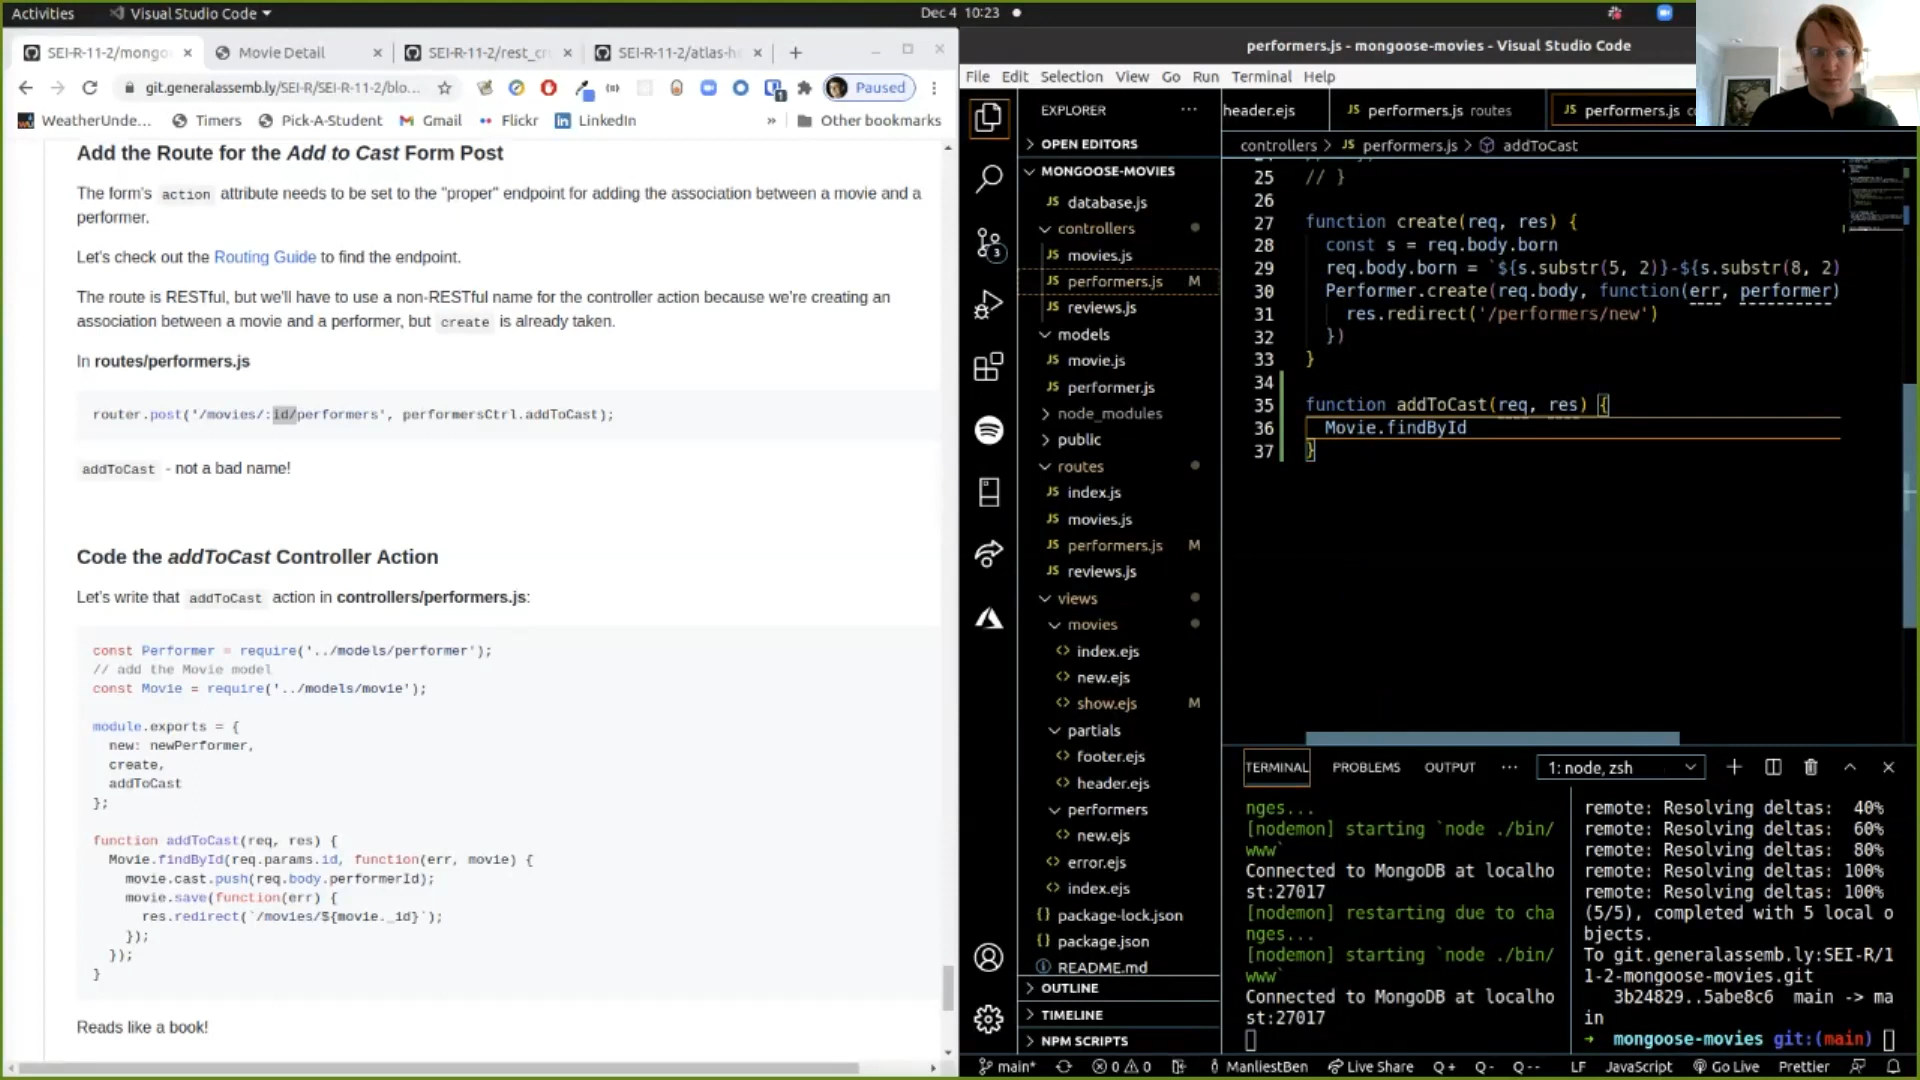 Activities
Visual Studio Code
Dec 4 10:23
SEI-R-11-2/mongo
Movie Detail
SEI-R-11-2/rest_cr
SEI-R-11-2/atlas-h
git.generalassemb.ly/SEI-R/SEI-R-11-2/blo...
Paused
WeatherUnde...
Timers
Pick-A-Student
Gmail
Flickr
LinkedIn
»
Other bookmarks
Add the Route for the Add to Cast Form Post
The form's action attribute needs to be set to the "proper" endpoint for adding the association between a movie and a
performer.
Let's check out the Routing Guide to find the endpoint.
The route is RESTful, but we'll have to use a non-RESTful name for the controller action because we're creating an
association between a movie and a performer, but create is already taken.
In routes/performers.js
router.post('/movies/:id/performers', performersCtrl.addToCast);
addToCast - not a bad name!
Code the addToCast Controller Action
Let's write that addToCast action in controllers/performers.js:
const Performer = require('../models/performer');
// add the Movie model
const Movie = require('../models/movie');
module.exports = {
new: newPerformer,
create,
addToCast
};
function addToCast(req, res) {
Movie.findById(req.params.id, function(err, movie) {
movie.cast.push(req.body.performerId);
movie.save(function(err) {
res.redirect(`/movies/${movie._id}`);
});
});
}
Reads like a book!
performers.js - mongoose-movies - Visual Studio Code
File Edit Selection View Go Run Terminal Help
EXPLORER
OPEN EDITORS
MONGOOSE-MOVIES
JS database.js
controllers
JS movies.js
JS performers.js M
JS reviews.js
models
JS movie.js
JS performer.js
node_modules
public
routes
JS index.js
JS movies.js
JS performers.js M
JS reviews.js
views
movies
<> index.ejs
<> new.ejs
<> show.ejs M
partials
<> footer.ejs
<> header.ejs
performers
<> new.ejs
<> error.ejs
<> index.ejs
{} package-lock.json
{} package.json
README.md
OUTLINE
TIMELINE
NPM SCRIPTS
3
header.ejs
JS performers.js routes
JS performers.js
controllers > JS performers.js > addToCast
25 // }
26
27 function create(req, res) {
28 const s = req.body.born
29 req.body.born = `${s.substr(5, 2)}-${s.substr(8, 2)
30 Performer.create(req.body, function(err, performer)
31 res.redirect('/performers/new')
32 })
33 }
34
35 function addToCast(req, res) {
36 Movie.findById
37 }
TERMINAL
PROBLEMS
OUTPUT
1: node, zsh
nges...
[nodemon] starting `node ./bin/
www`
Connected to MongoDB at localho
st:27017
[nodemon] restarting due to cha
nges...
[nodemon] starting `node ./bin/
www`
Connected to MongoDB at localho
st:27017
remote: Resolving deltas: 40%
remote: Resolving deltas: 60%
remote: Resolving deltas: 80%
remote: Resolving deltas: 100%
remote: Resolving deltas: 100%
(5/5), completed with 5 local o
bjects.
To git.generalassemb.ly:SEI-R/1
1-2-mongoose-movies.git
3b24829..5abe8c6 main -> ma
in
→ mongoose-movies git:(main)
main*
0 0
ManliestBen
Live Share
Q+
Q-
Q--
LF
JavaScript
Go Live
Prettier